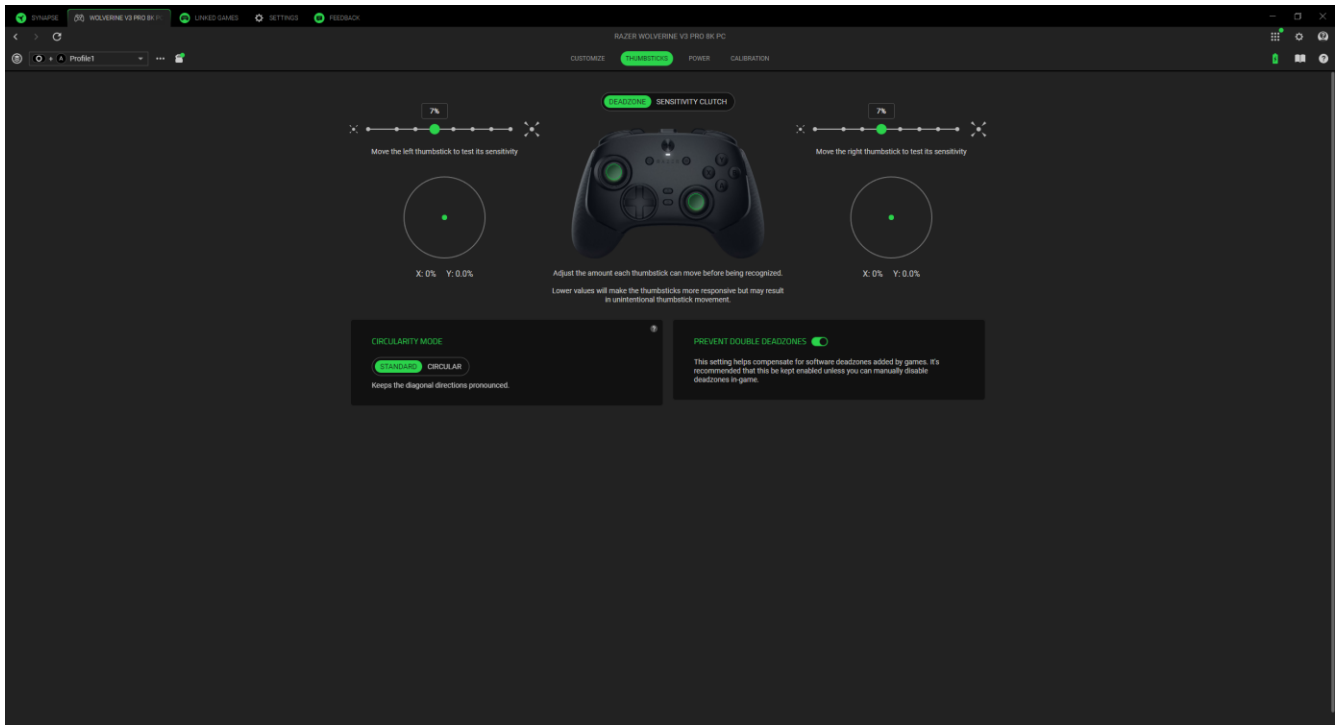 SYNAPSE
WOLVERINE V3 PRO 8K P
LINKED GAMES
SETTINGS
FEEDBACK
RAZER WOLVERINE V3 PRO 8K PC
Profile1
CUSTOMIZE
THUMBSTICKS
POWER
CALIBRATION
DEADZONE
SENSITIVITY CLUTCH
7%
7%
Move the left thumbstick to test its sensitivity
Move the right thumbstick to test its sensitivity
X: 0% Y: 0.0%
Adjust the amount each thumbstick can move before being recognized.
X: 0% Y: 0.0%
Lower values will make the thumbsticks more responsive but may result
in unintentional thumbstick movement.
CIRCULARITY MODE
STANDARD
CIRCULAR
Keeps the diagonal directions pronounced.
PREVENT DOUBLE DEADZONES
This setting helps compensate for software deadzones added by games. It's
recommended that this be kept enabled unless you can manually disable
deadzones in-game.